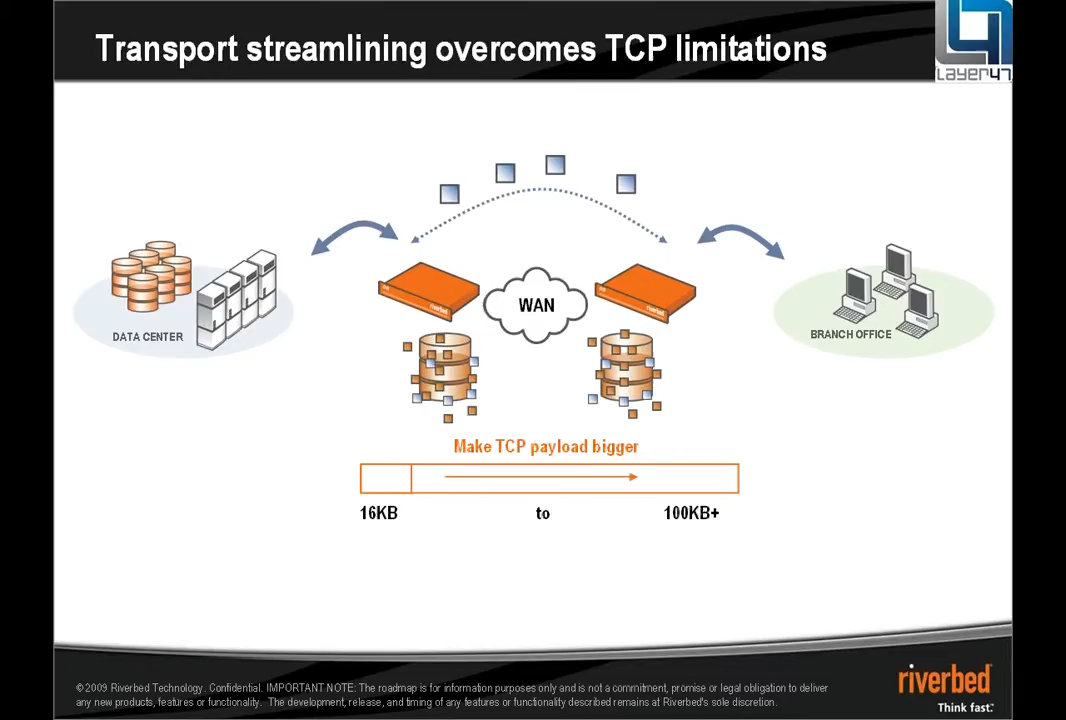 Transport streamlining overcomes TCP limitations
Layer47
WAN
riverbed
riverbed
DATA CENTER
BRANCH OFFICE
Make TCP payload bigger
16KB to 100KB+
riverbed
Think fast.
©2009 Riverbed Technology. Confidential. IMPORTANT NOTE: The roadmap is for information purposes only and is not a commitment, promise or legal obligation to deliver
any new products, features or functionality. The development, release, and timing of any features or functionality described remains at Riverbed's sole discretion.